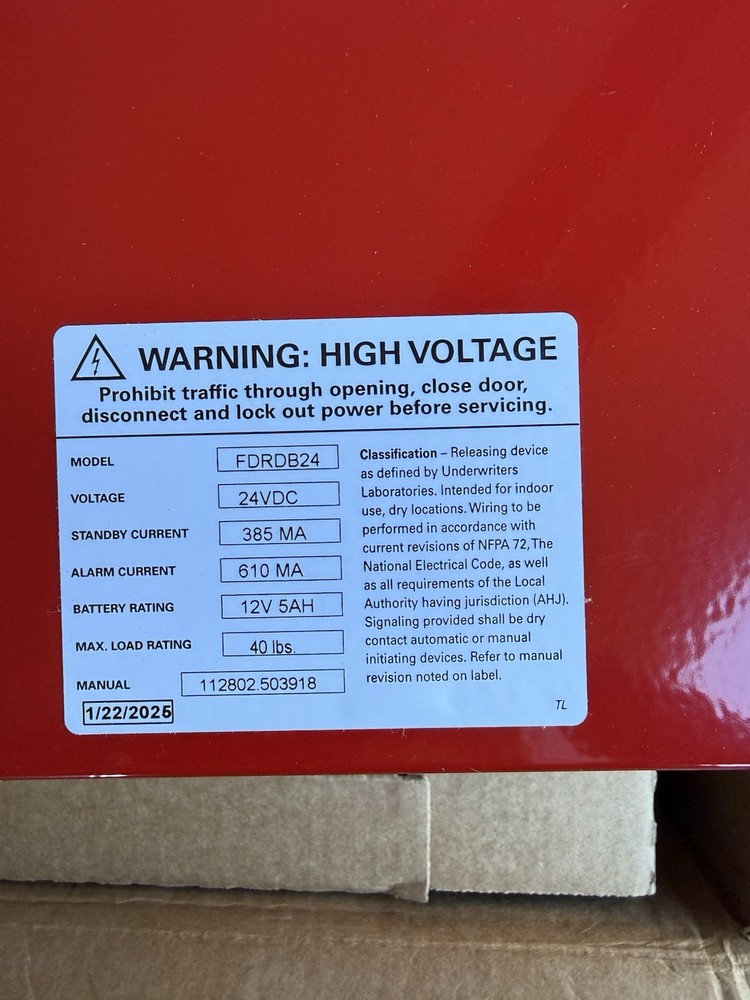 WARNING: HIGH VOLTAGE
Prohibit traffic through opening, close door,
disconnect and lock out power before servicing.
MODEL FDRDB24
VOLTAGE 24VDC
STANDBY CURRENT 385 MA
ALARM CURRENT 610 MA
BATTERY RATING 12V 5AH
MAX. LOAD RATING 40 lbs.
MANUAL 112802.503918
1/22/2025
Classification – Releasing device
as defined by Underwriters
Laboratories. Intended for indoor
use, dry locations. Wiring to be
performed in accordance with
current revisions of NFPA 72, The
National Electrical Code, as well
as all requirements of the Local
Authority having jurisdiction (AHJ).
Signaling provided shall be dry
contact automatic or manual
initiating devices. Refer to manual
revision noted on label.
TL